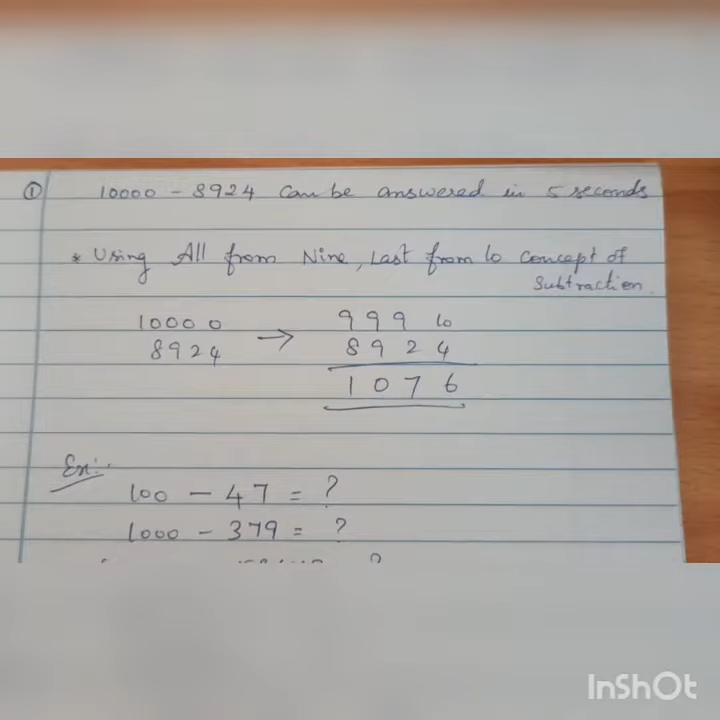 ① 10000 - 8924 can be answered in 5 seconds
* Using All from Nine, Last from 10 concept of
subtraction.
10000 → 9 9 9 10
8924 8 9 2 4
1 0 7 6
Ex:-
100 - 47 = ?
1000 - 379 = ?
InShOt